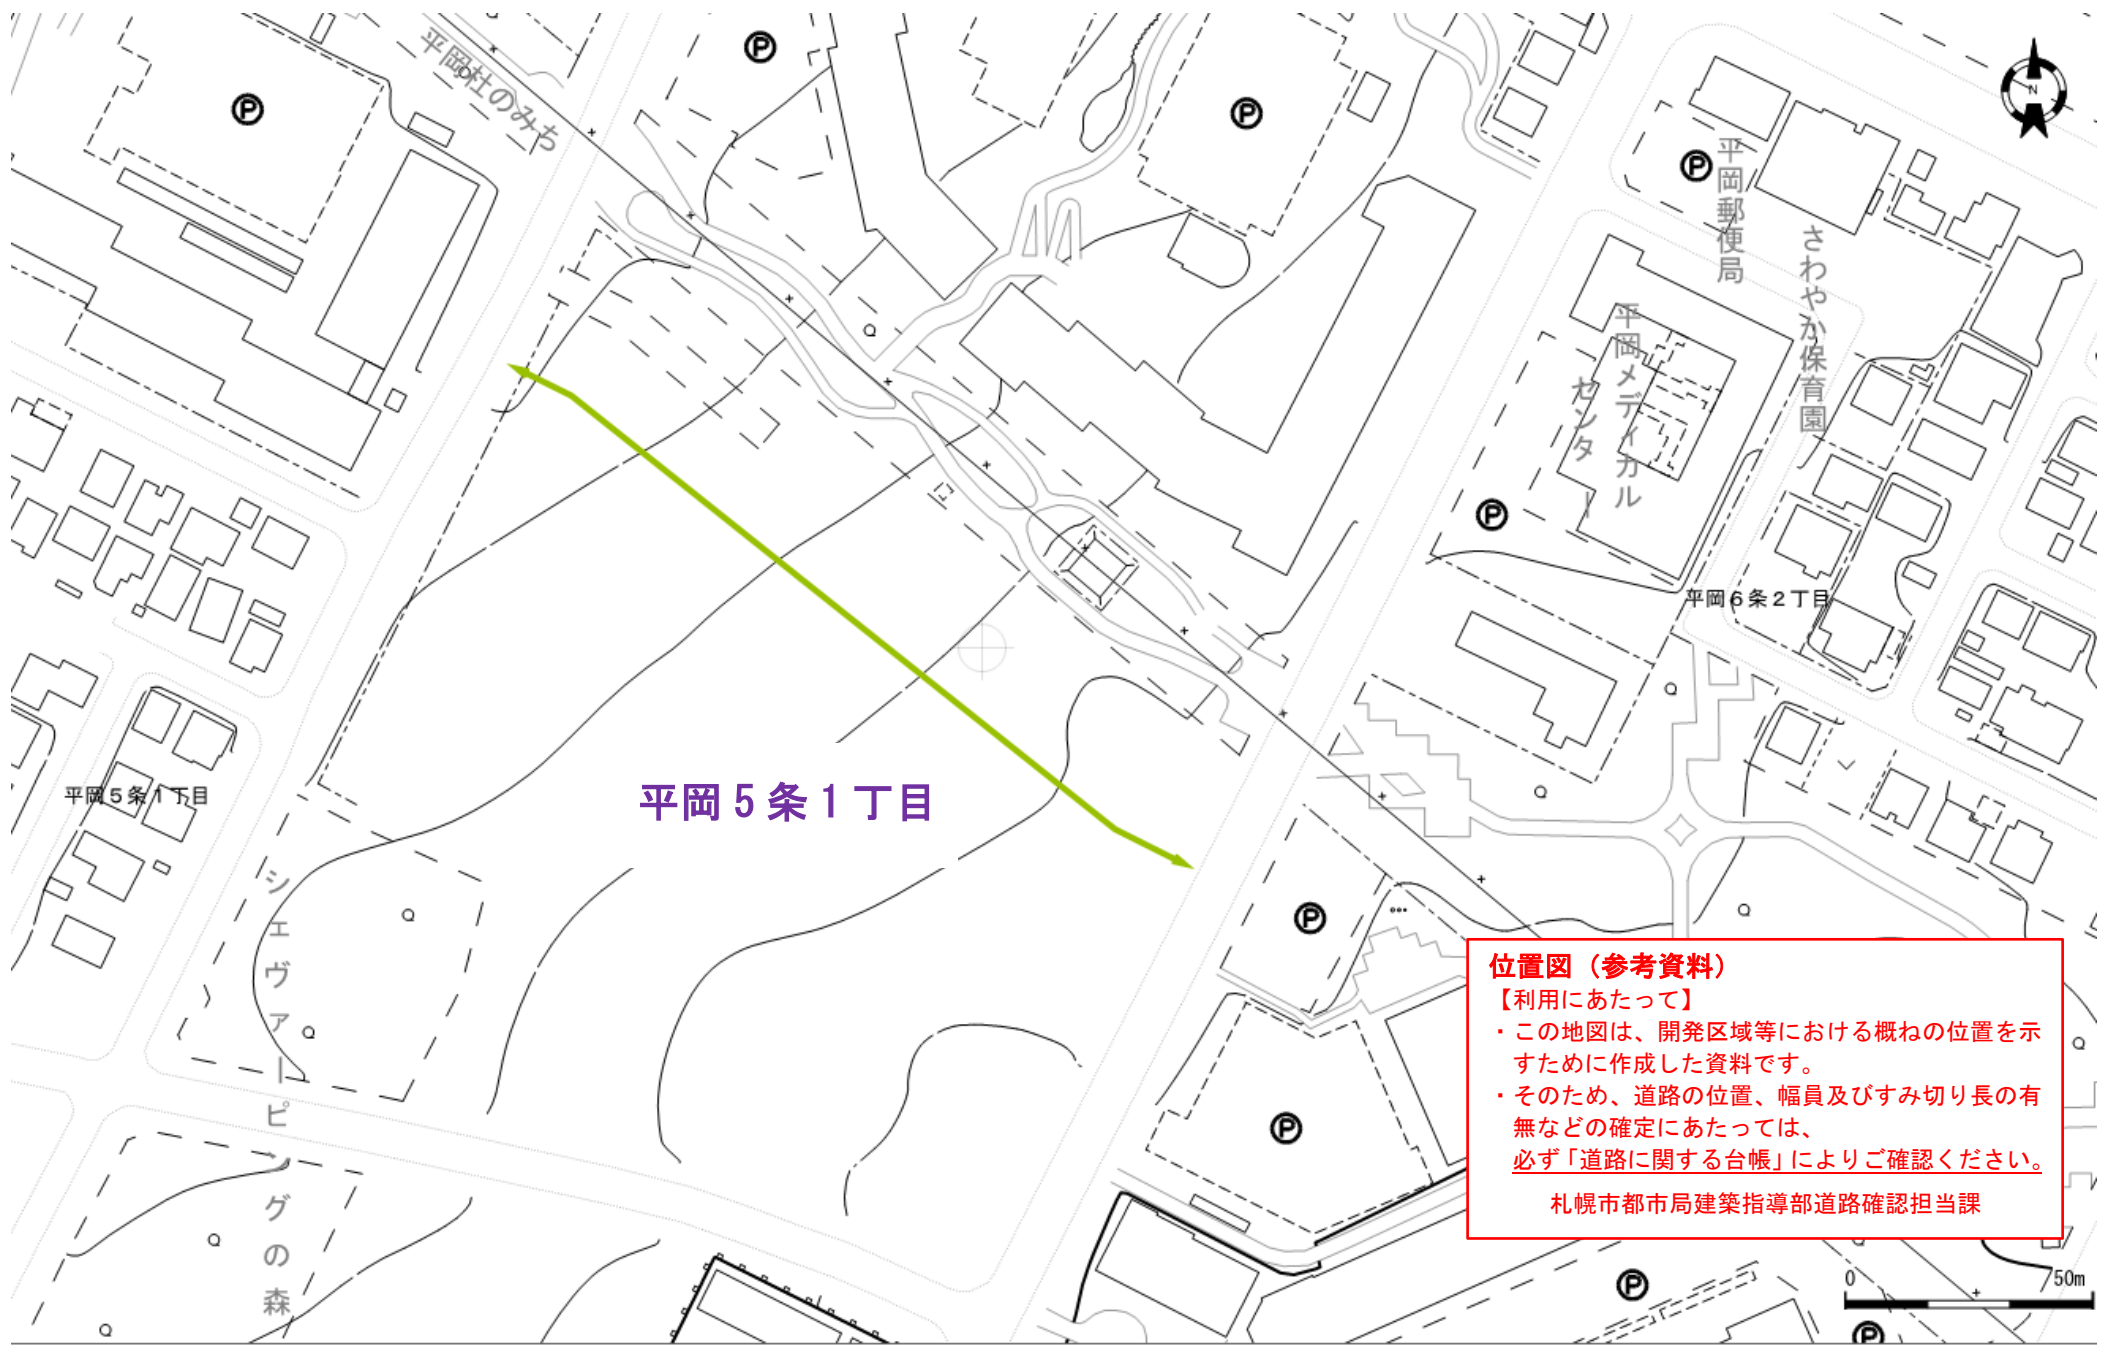 平岡杜のみち
Ⓟ
Ⓟ
Ⓟ
Ⓟ
N
平岡郵便局
さわやか保育園
平岡メディカル
センター
Ⓟ
平岡6条2丁目
平岡5条1丁目
平岡5条1丁目
シェヴァーピングの森
Ⓟ
Ⓟ
位置図（参考資料）
【利用にあたって】
・この地図は、開発区域等における概ねの位置を示
すために作成した資料です。
・そのため、道路の位置、幅員及びすみ切り長の有
無などの確定にあたっては、
必ず「道路に関する台帳」によりご確認ください。
札幌市都市局建築指導部道路確認担当課
Ⓟ
0 50m
Ⓟ